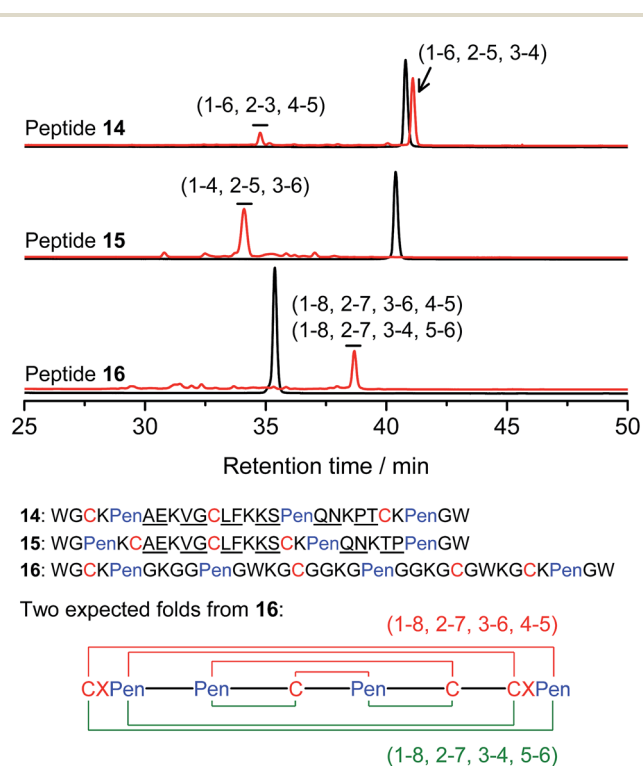 (1-6, 2-5, 3-4)
(1-6, 2-3, 4-5)
Peptide 14
(1-4, 2-5, 3-6)
Peptide 15
(1-8, 2-7, 3-6, 4-5)
(1-8, 2-7, 3-4, 5-6)
Peptide 16
25 30 35 40 45 50
Retention time / min
14: WGCKPenAEKVGCLFKKSPenQNKPTCKPenGW
15: WGPenKCAEKVGCLFKKSCKPenQNKTPPenGW
16: WGCKPenGKGGPenGWKGCGGKGPenGGKGCGWKGCKPenGW
Two expected folds from 16:
(1-8, 2-7, 3-6, 4-5)
CXPen Pen C Pen C CXPen
(1-8, 2-7, 3-4, 5-6)